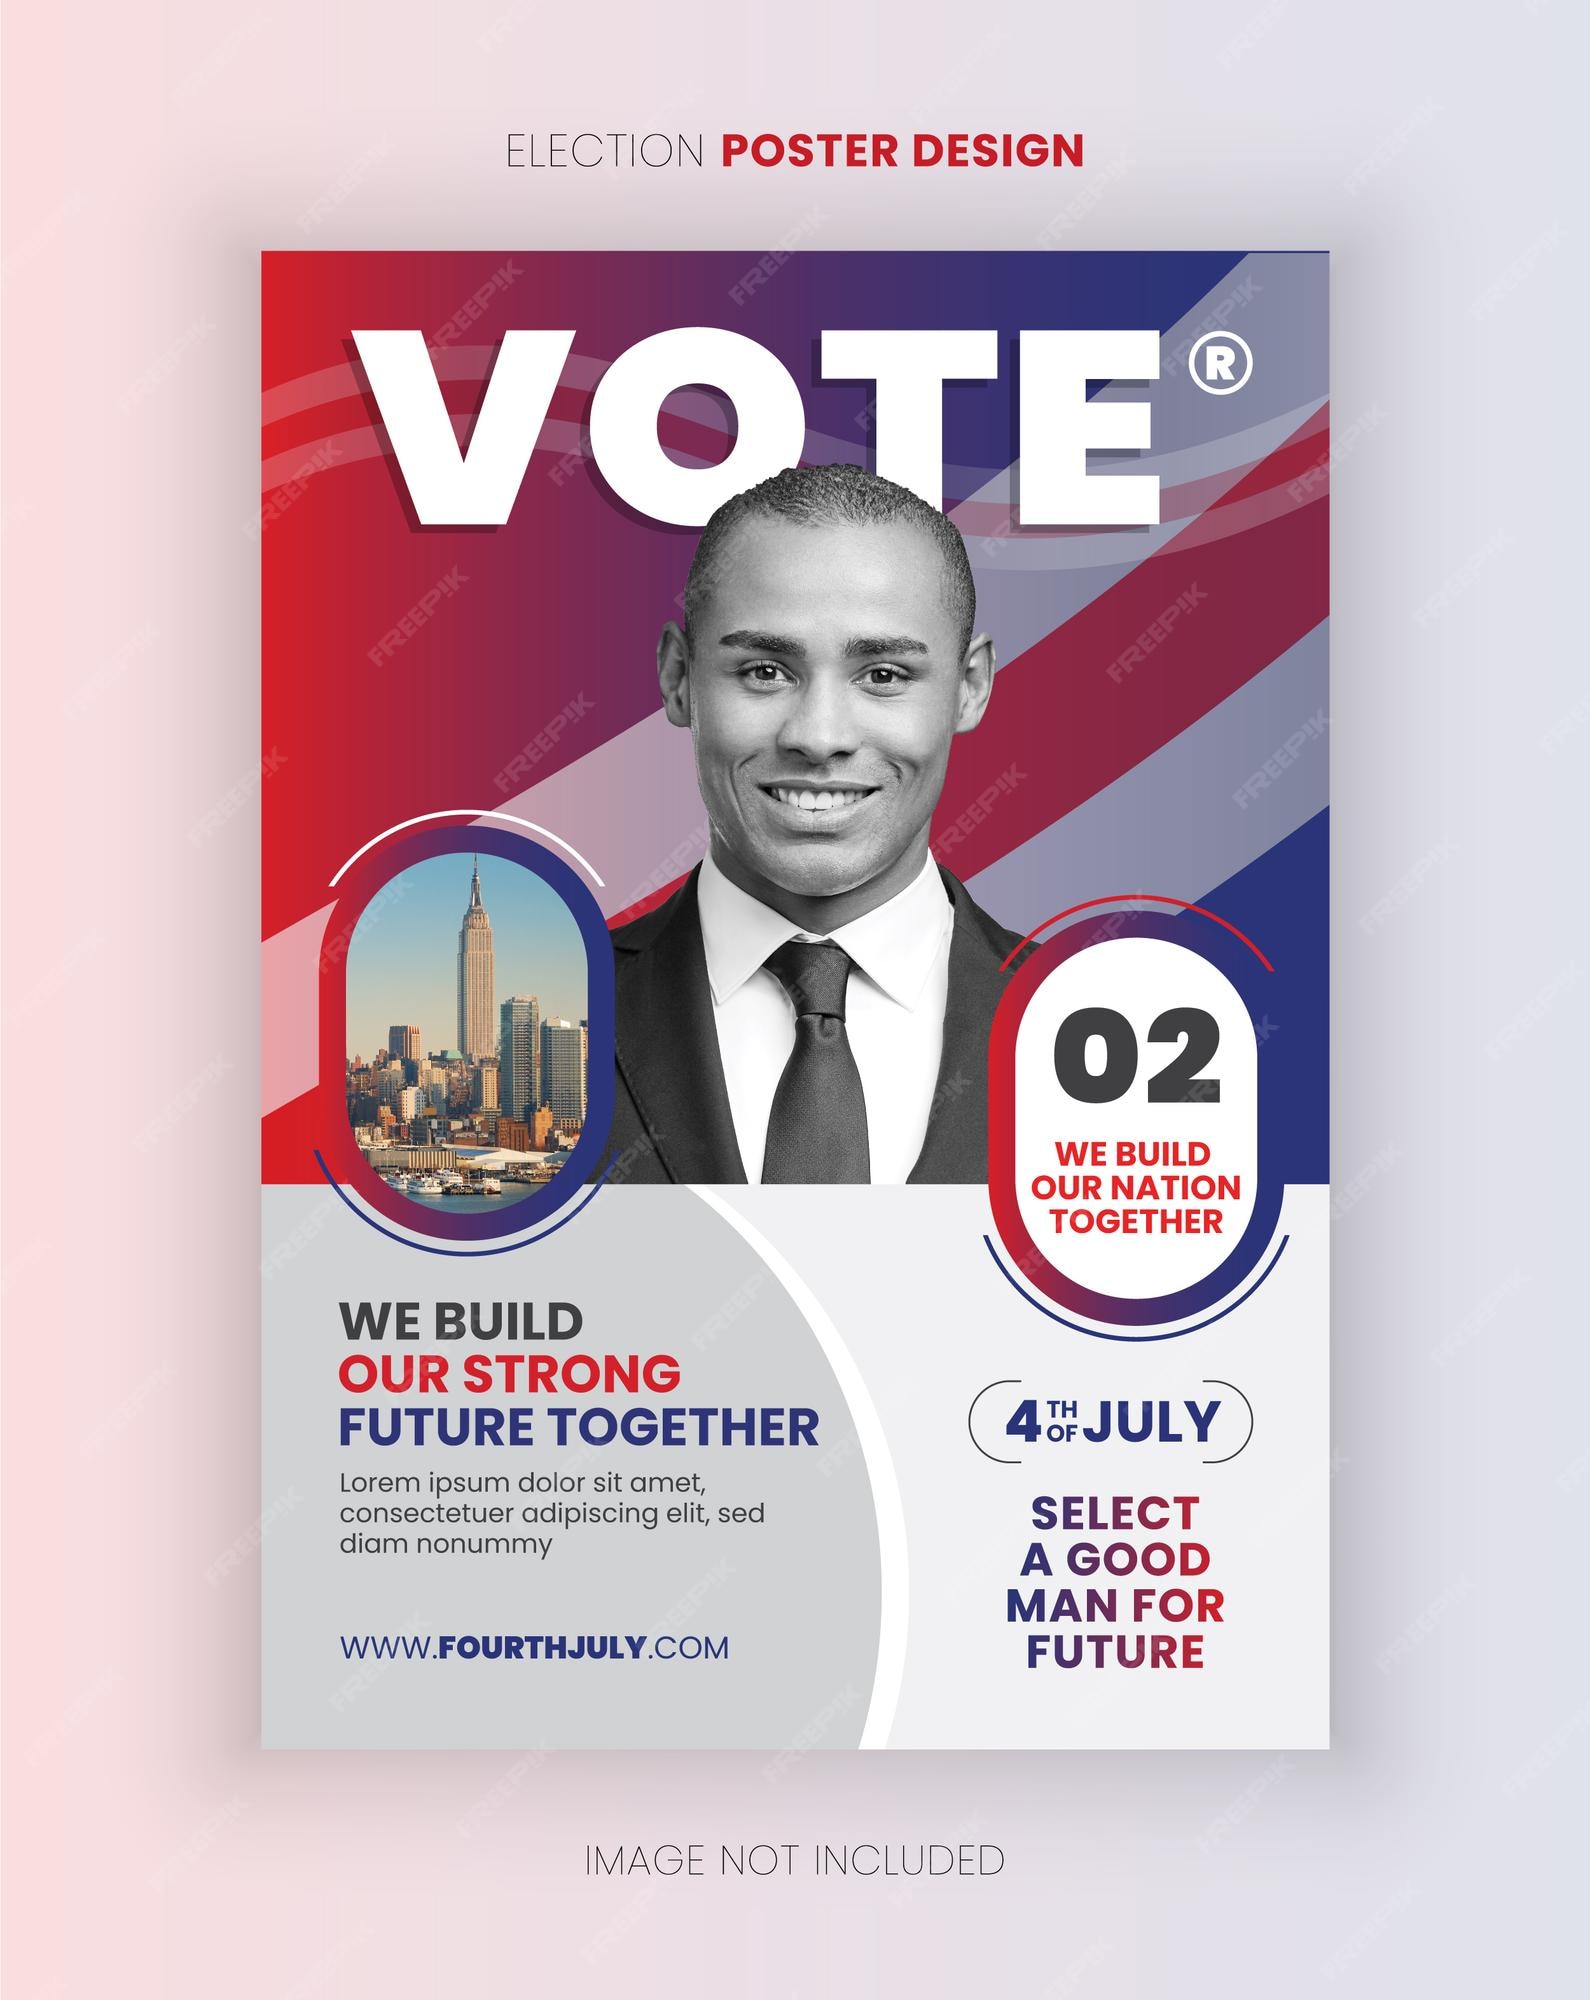 ELECTION POSTER DESIGN
VOTE®
02
WE BUILD
OUR NATION
TOGETHER
WE BUILD
OUR STRONG
FUTURE TOGETHER
Lorem ipsum dolor sit amet,
consectetuer adipiscing elit, sed
diam nonummy
WWW.FOURTHJULY.COM
4TH OF JULY
SELECT
A GOOD
MAN FOR
FUTURE
IMAGE NOT INCLUDED
FREEPIK